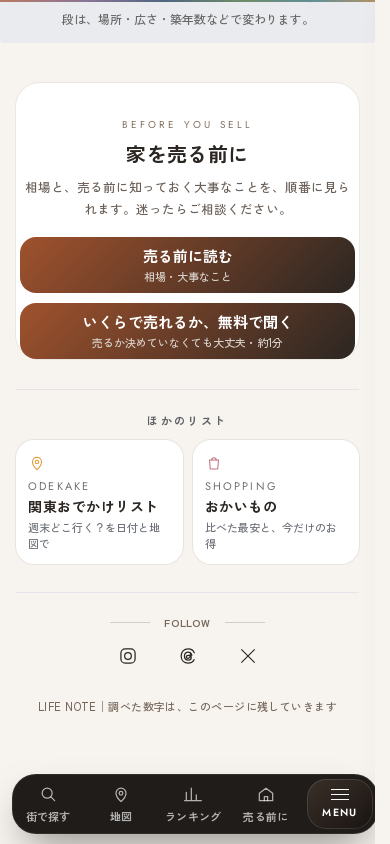 段は、場所・広さ・築年数などで変わります。
BEFORE YOU SELL
家を売る前に
相場と、売る前に知っておく大事なことを、順番に見ら
れます。迷ったらご相談ください。
売る前に読む
相場・大事なこと
いくらで売れるか、無料で聞く
売るか決めていなくても大丈夫・約1分
ほかのリスト
ODEKAKE
関東おでかけリスト
週末どこ行く？を日付と地
図で
SHOPPING
おかいもの
比べた最安と、今だけのお
得
FOLLOW
LIFE NOTE｜調べた数字は、このページに残していきます
街で探す
地図
ランキング
売る前に
MENU